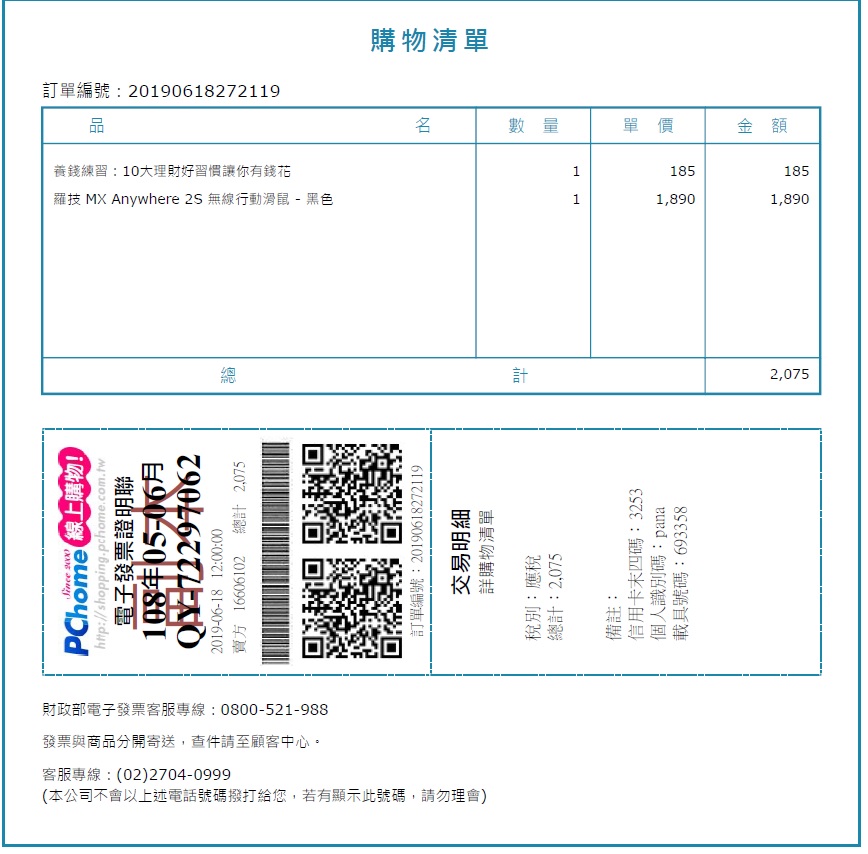 購物清單
訂單編號：20190618272119
品 名 數 量 單 價 金 額
養錢練習：10大理財好習慣讓你有錢花 1 185 185
羅技 MX Anywhere 2S 無線行動滑鼠 - 黑色 1 1,890 1,890
總 計 2,075
Since 2000
PChome 線上購物!
http://shopping.pchome.com.tw
電子發票證明聯
108年05-06月
QY-72297062
2019-06-18 12:00:00
總計 2,075
賣方 16606102
訂單編號：20190618272119
交易明細
詳購物清單
稅別：應稅
總計：2,075
備註：
信用卡末四碼：3253
個人識別碼：pana
載具號碼：693358
財政部電子發票客服專線：0800-521-988
發票與商品分開寄送，查件請至顧客中心。
客服專線：(02)2704-0999
(本公司不會以上述電話號碼撥打給您，若有顯示此號碼，請勿理會)